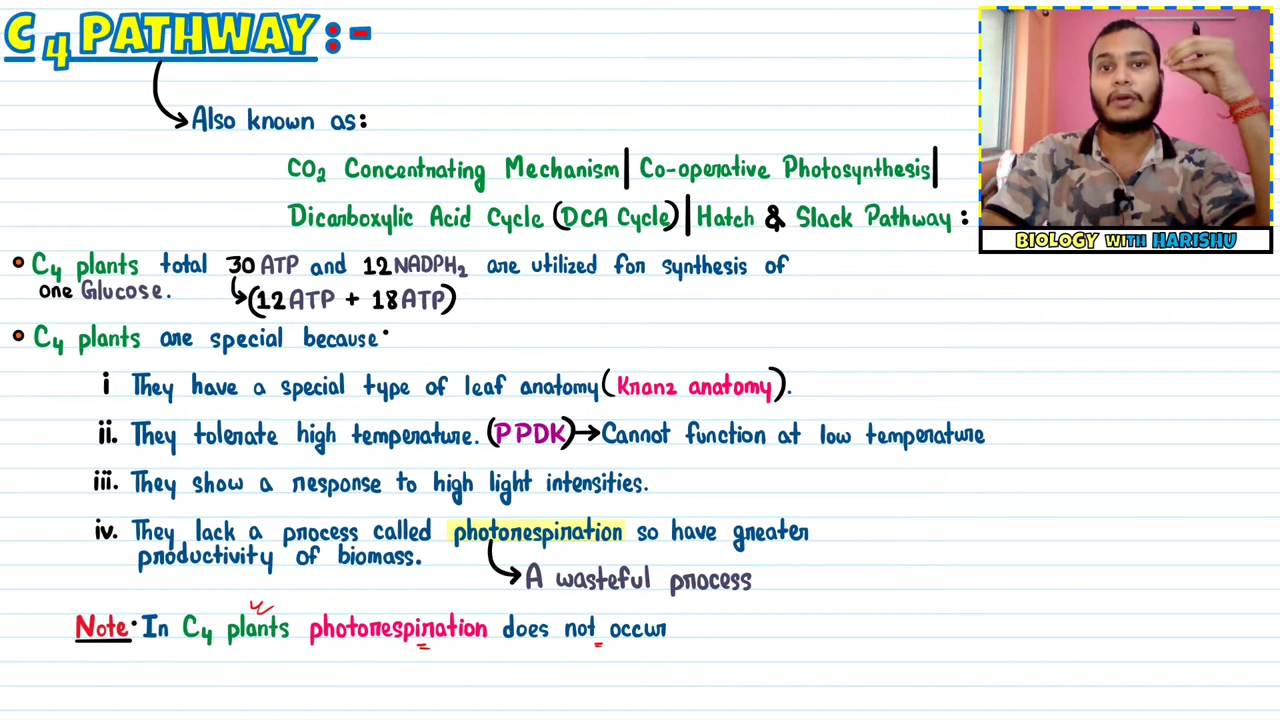 C4 PATHWAY :-
Also known as:
CO2 Concentrating Mechanism | Co-operative Photosynthesis |
Dicarboxylic Acid Cycle (DCA Cycle) | Hatch & Slack Pathway :
BIOLOGY WITH HARISHU
• C4 plants total 30 ATP and 12 NADPH2 are utilized for synthesis of
one Glucose.
(12 ATP + 18 ATP)
• C4 plants are special because
i They have a special type of leaf anatomy (Kranz anatomy).
ii. They tolerate high temperature. (PPDK) → Cannot function at low temperature
iii. They show a response to high light intensities.
iv. They lack a process called photorespiration so have greater
productivity of biomass.
A wasteful process
Note • In C4 plants photorespiration does not occur